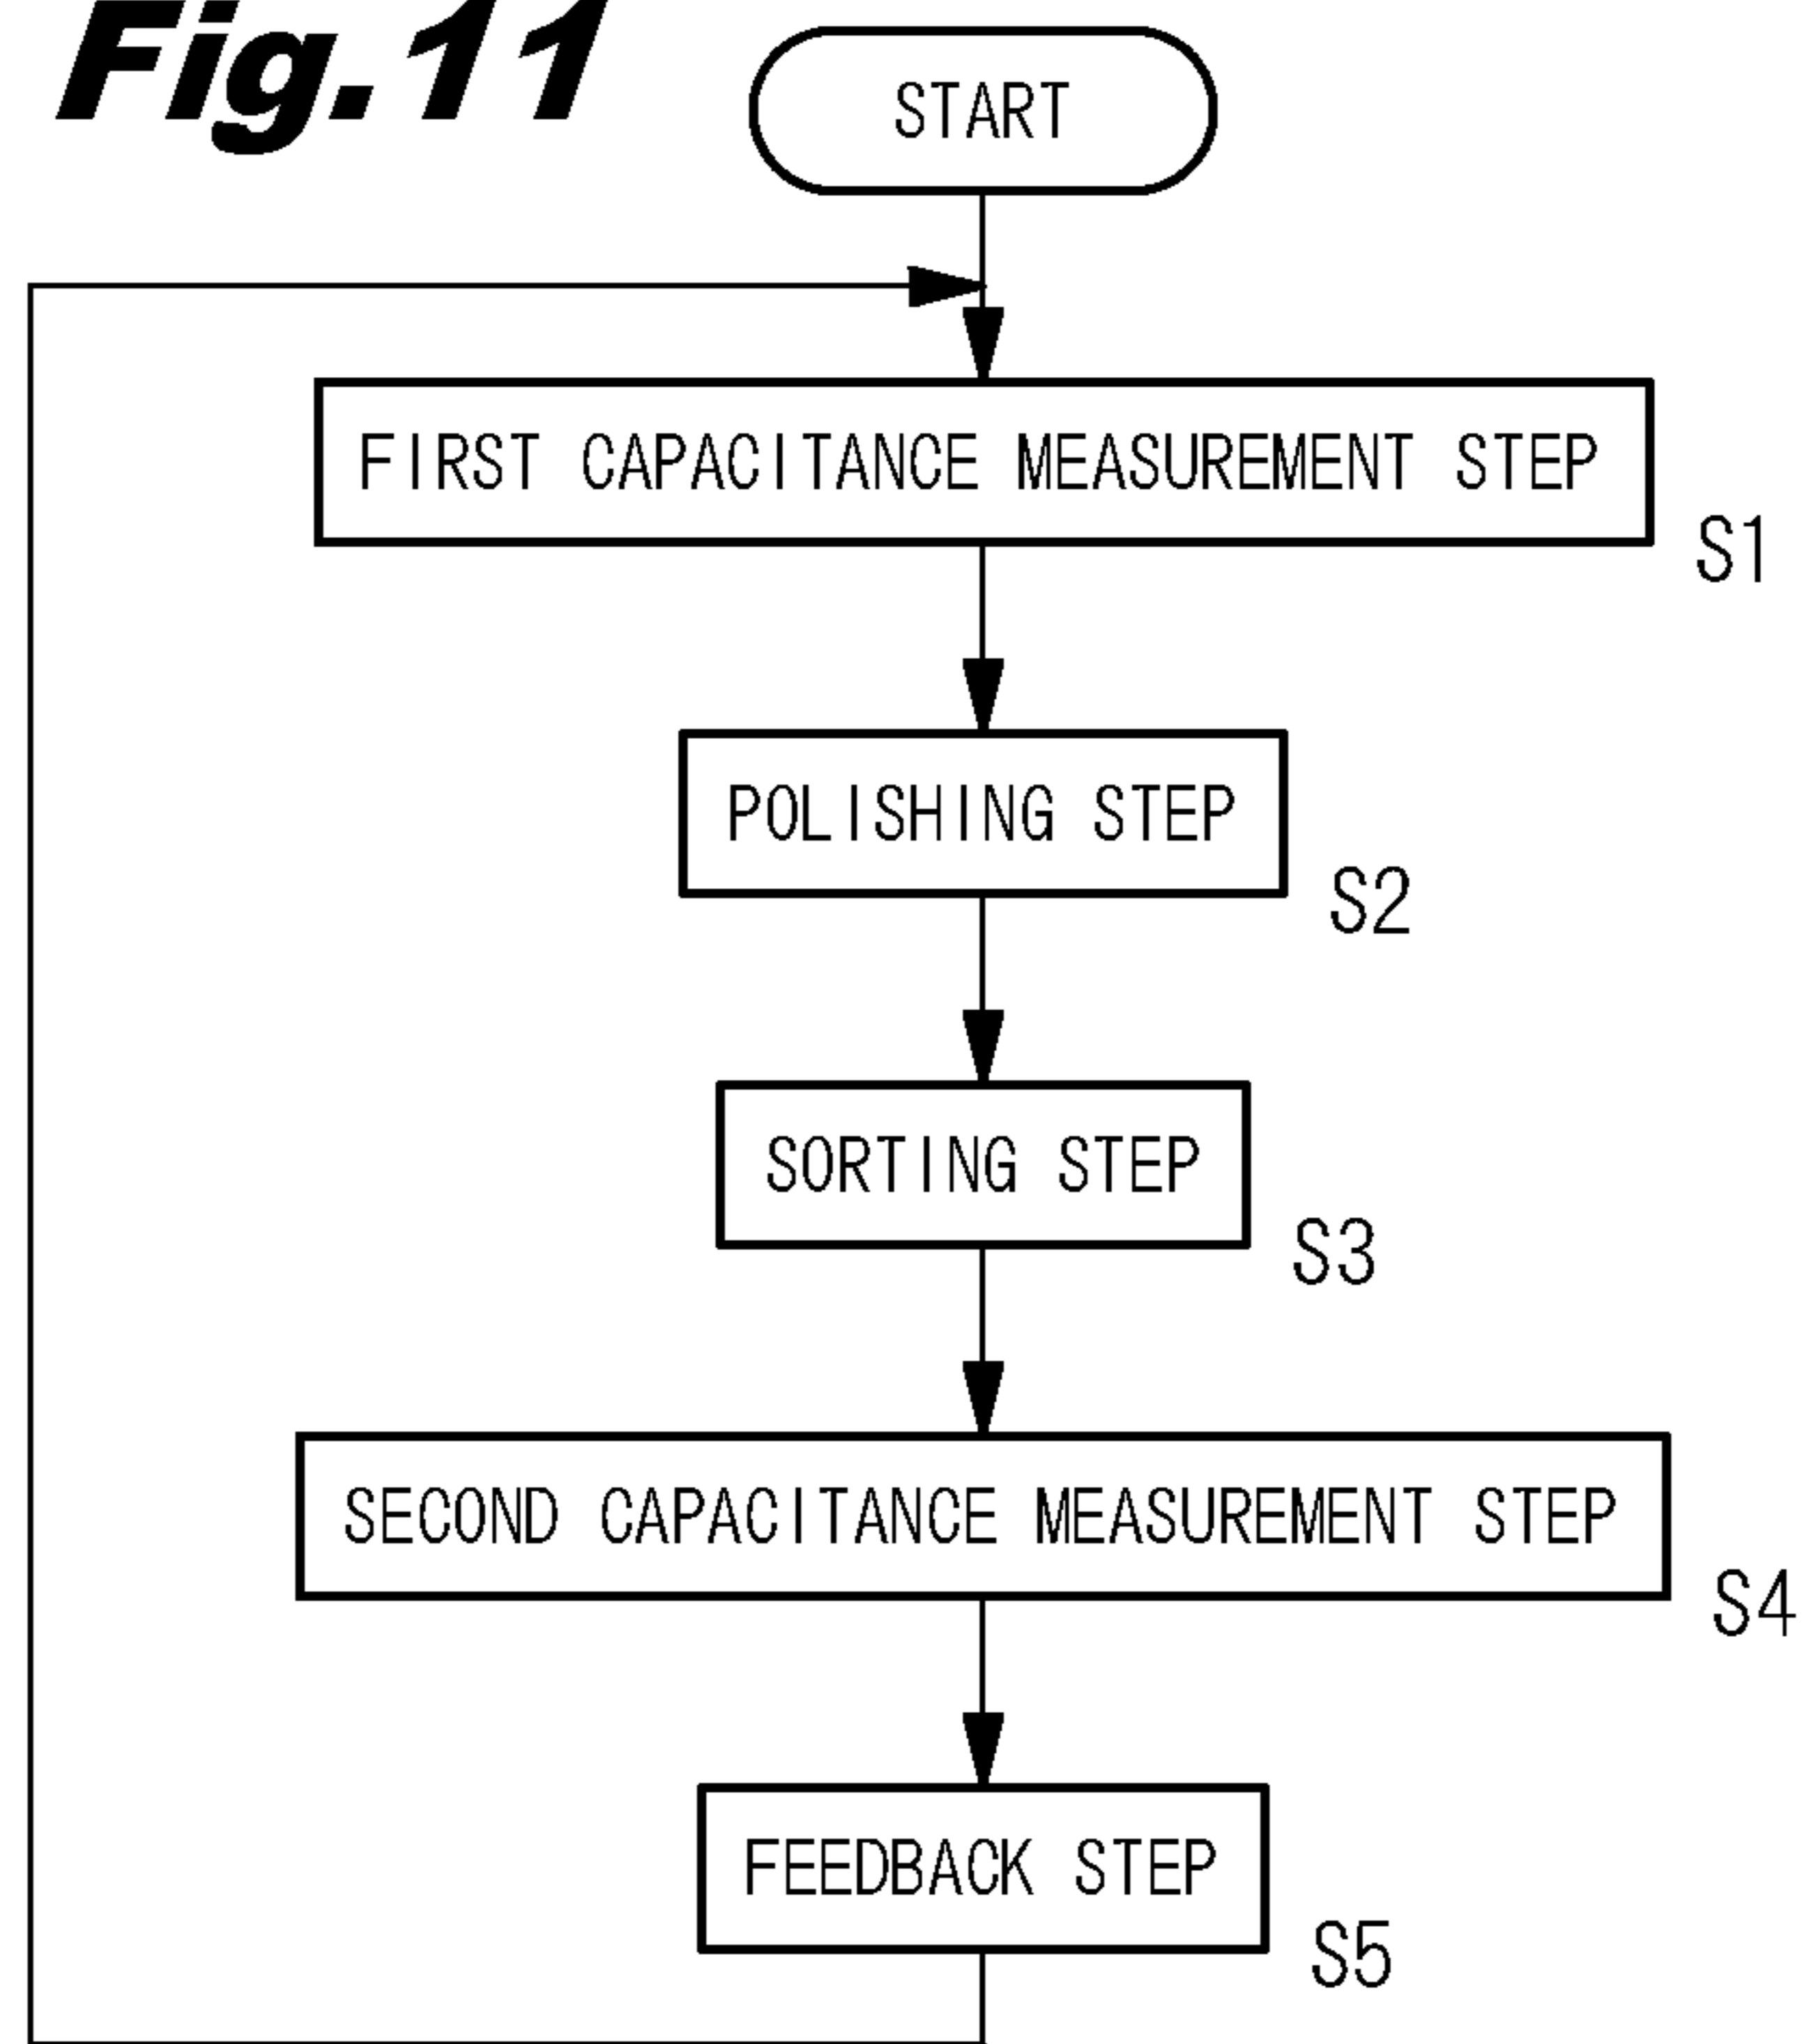 Fig.11
START
FIRST CAPACITANCE MEASUREMENT STEP
S1
POLISHING STEP
S2
SORTING STEP
S3
SECOND CAPACITANCE MEASUREMENT STEP
S4
FEEDBACK STEP
S5